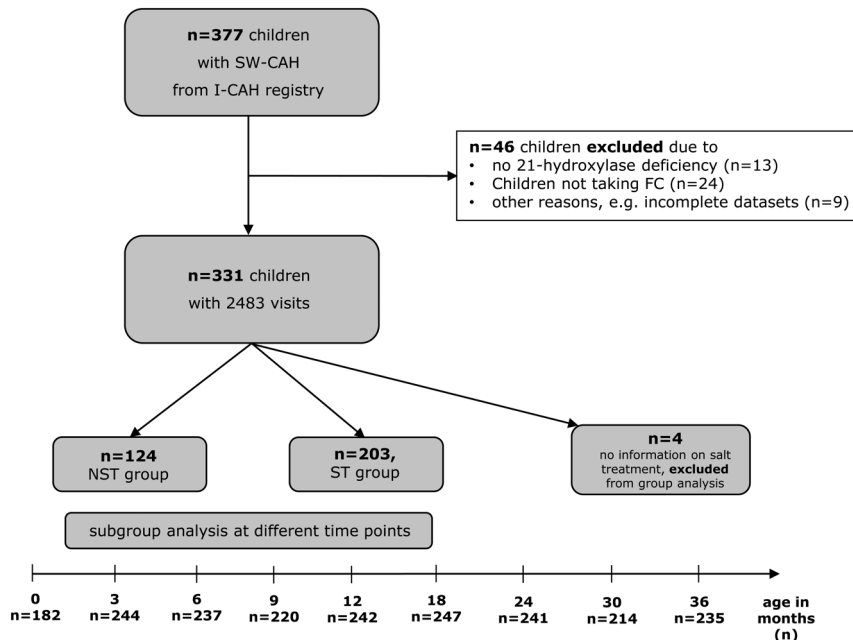 n=377 children
with SW-CAH
from I-CAH registry
n=46 children excluded due to
• no 21-hydroxylase deficiency (n=13)
• Children not taking FC (n=24)
• other reasons, e.g. incomplete datasets (n=9)
n=331 children
with 2483 visits
n=124
NST group
n=203,
ST group
n=4
no information on salt
treatment, excluded
from group analysis
subgroup analysis at different time points
0 3 6 9 12 18 24 30 36 age in
n=182 n=244 n=237 n=220 n=242 n=247 n=241 n=214 n=235 months
(n)